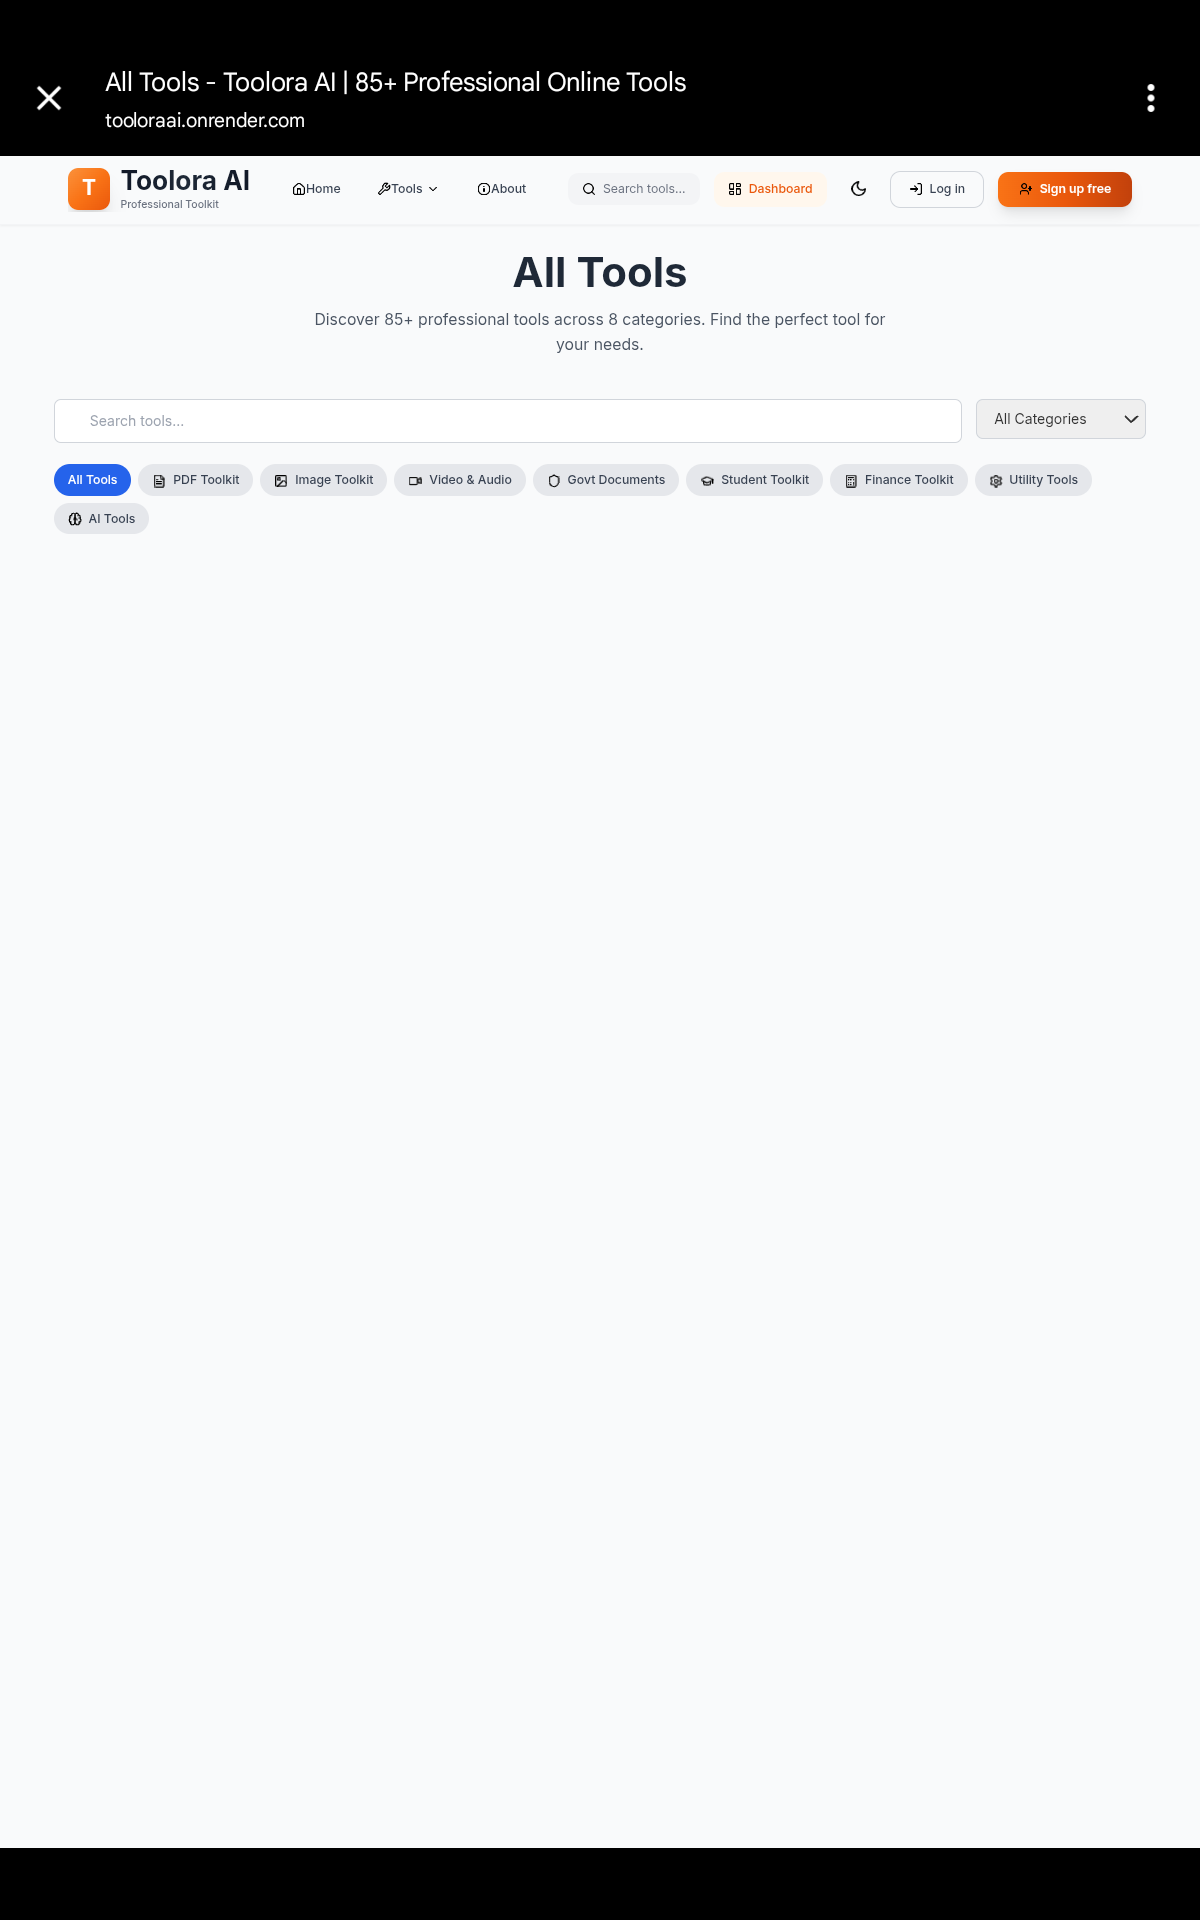 All Tools - Toolora AI | 85+ Professional Online Tools
tooloraai.onrender.com
T
Toolora AI
Professional Toolkit
Home
Tools
About
Search tools...
Dashboard
Log in
Sign up free
All Tools
Discover 85+ professional tools across 8 categories. Find the perfect tool for
your needs.
Search tools...
All Categories
All Tools
PDF Toolkit
Image Toolkit
Video & Audio
Govt Documents
Student Toolkit
Finance Toolkit
Utility Tools
AI Tools